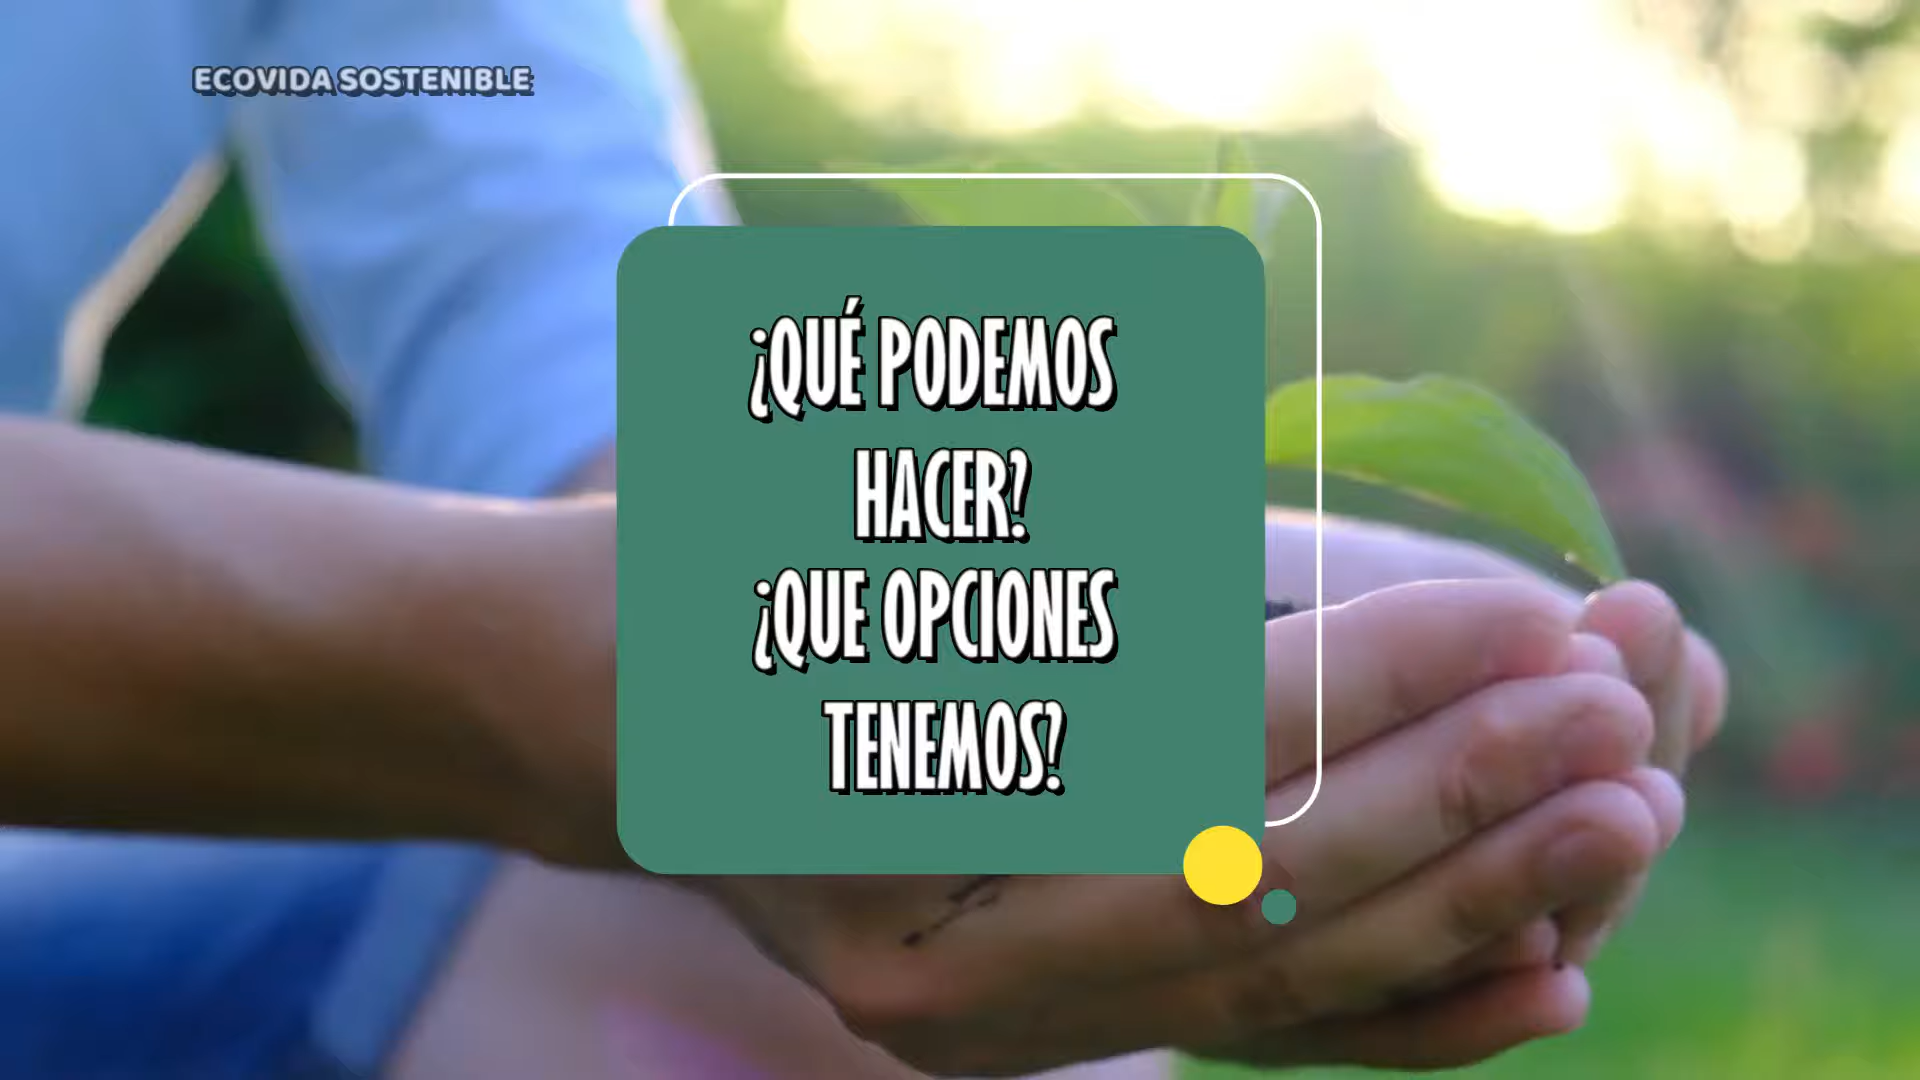 ECOVIDA SOSTENIBLE
¿QUÉ PODEMOS
HACER?
¿QUE OPCIONES
TENEMOS?